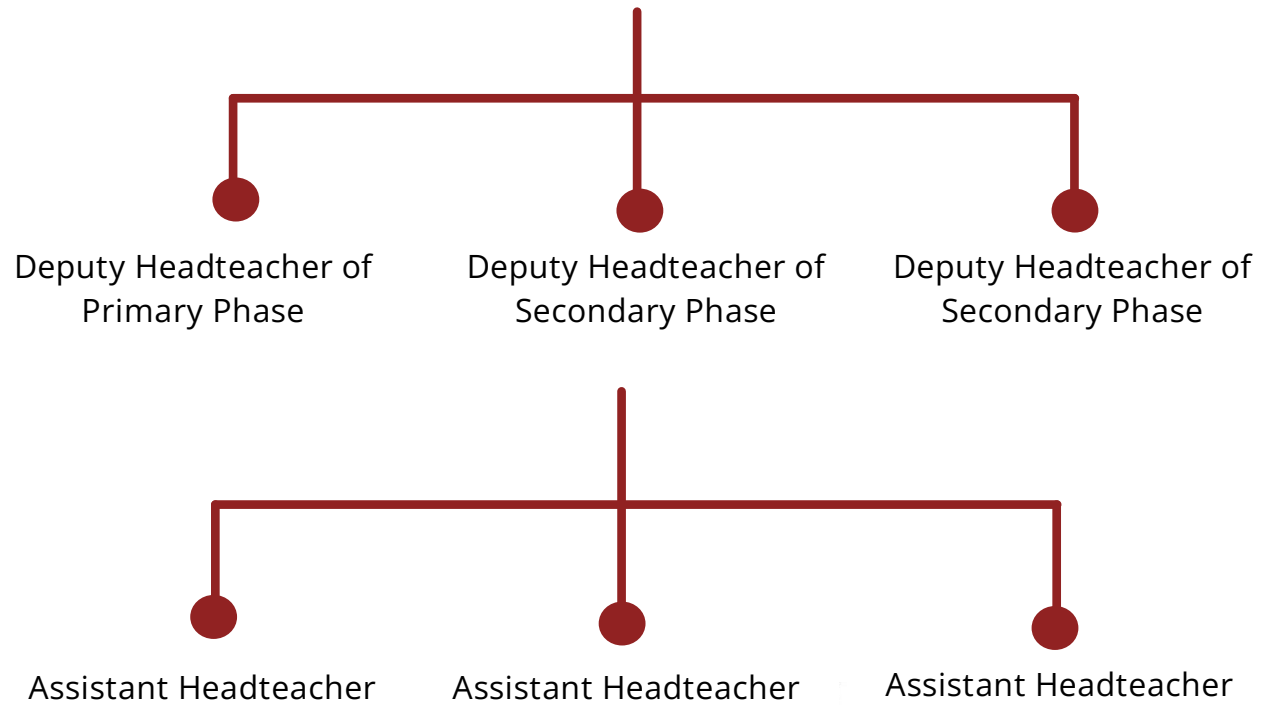 Deputy Headteacher of
Primary Phase
Deputy Headteacher of
Secondary Phase
Deputy Headteacher of
Secondary Phase
Assistant Headteacher
Assistant Headteacher
Assistant Headteacher